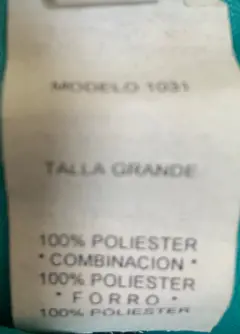 MODELO 1031
TALLA GRANDE
100% POLIESTER
* COMBINACION *
100% POLIESTER
* FORRO *
100% POLIESTER